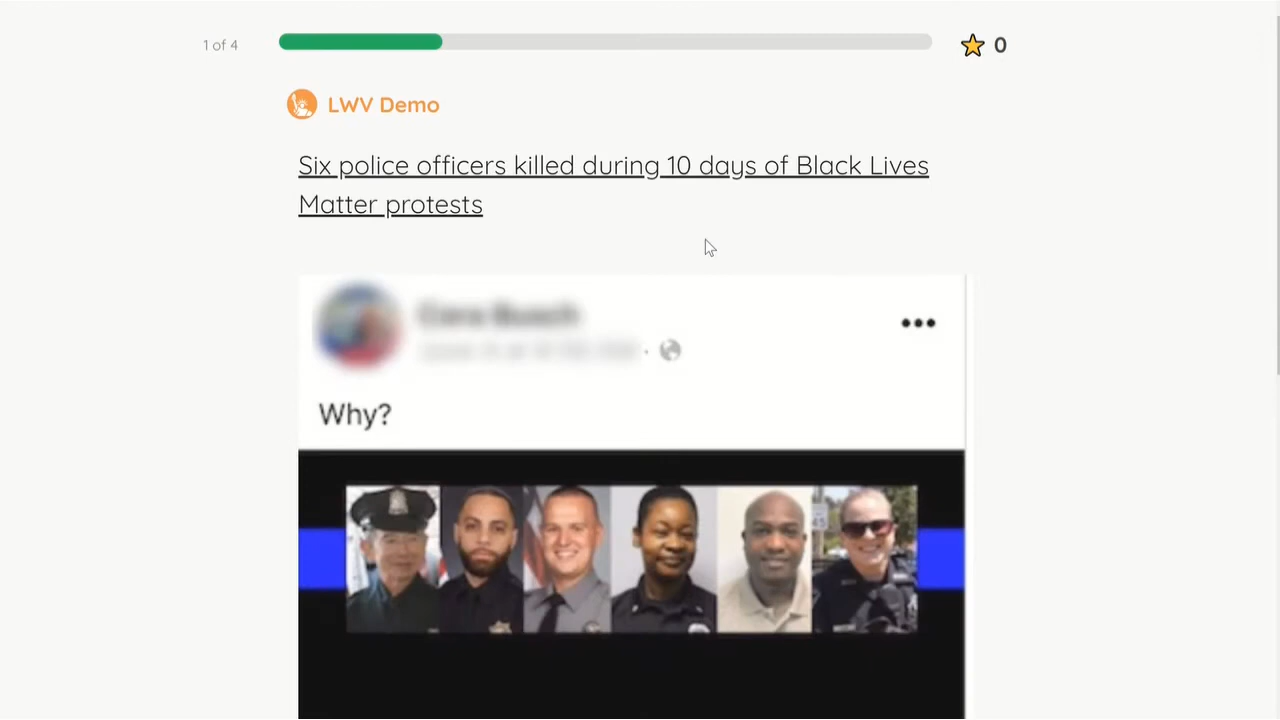 1 of 4
0
LWV Demo
Six police officers killed during 10 days of Black Lives
Matter protests
Why?